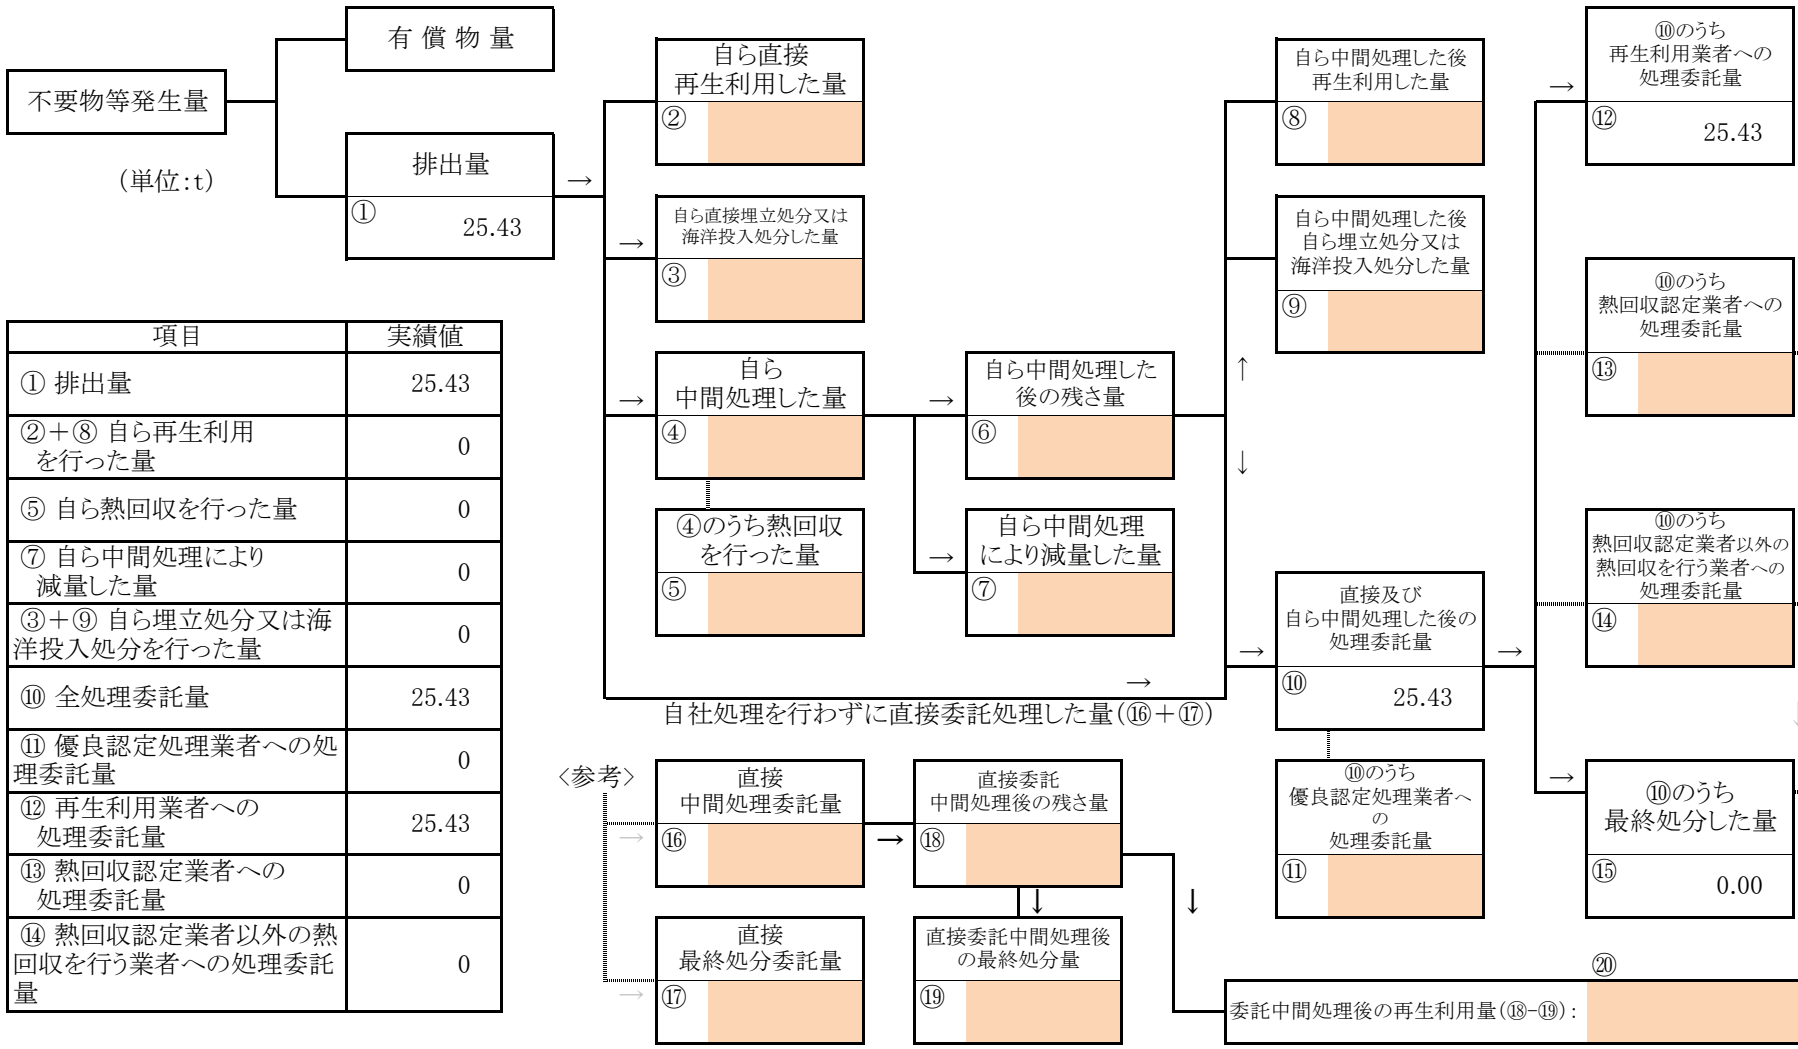 不要物等発生量
有 償 物 量
(単位:t)
排出量
①
25.43
→
自ら直接
再生利用した量
②
自ら直接埋立処分又は
海洋投入処分した量
→
③
自ら
中間処理した量
→
④
④のうち熱回収
を行った量
⑤
→
自ら中間処理した
後の残さ量
⑥
→
自ら中間処理
により減量した量
⑦
自ら中間処理した後
再生利用した量
⑧
自ら中間処理した後
自ら埋立処分又は
海洋投入処分した量
⑨
↑
↓
→
自社処理を行わずに直接委託処理した量(⑯+⑰)
→
直接及び
自ら中間処理した後の
処理委託量
⑩
25.43
→
⑩のうち
優良認定処理業者へ
の
処理委託量
⑪
→
⑩のうち
再生利用業者への
処理委託量
⑫
25.43
⑩のうち
熱回収認定業者への
処理委託量
⑬
⑩のうち
熱回収認定業者以外の
熱回収を行う業者への
処理委託量
⑭
→
⑩のうち
最終処分した量
⑮
0.00
項目 実績値
① 排出量 25.43
②+⑧ 自ら再生利用
を行った量 0
⑤ 自ら熱回収を行った量 0
⑦ 自ら中間処理により
減量した量 0
③+⑨ 自ら埋立処分又は海
洋投入処分を行った量 0
⑩ 全処理委託量 25.43
⑪ 優良認定処理業者への処
理委託量 0
⑫ 再生利用業者への
処理委託量 25.43
⑬ 熱回収認定業者への
処理委託量 0
⑭ 熱回収認定業者以外の熱
回収を行う業者への処理委託
量 0
〈参考〉
→
直接
中間処理委託量
⑯
→
直接委託
中間処理後の残さ量
⑱
↓
↓
→
直接
最終処分委託量
⑰
直接委託中間処理後
の最終処分量
⑲
⑳
委託中間処理後の再生利用量(⑱-⑲):